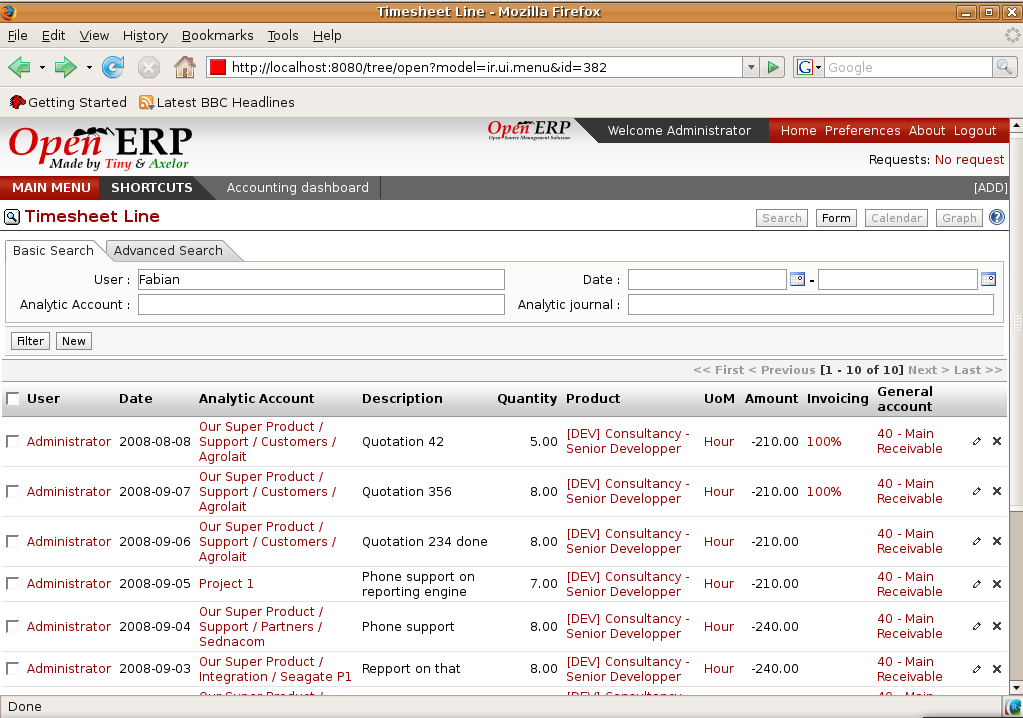 Timesheet Line - Mozilla Firefox
File Edit View History Bookmarks Tools Help
http://localhost:8080/tree/open?model=ir.ui.menu&id=382
G Google
Getting Started Latest BBC Headlines
Open ERP
Made by Tiny & Axelor
Open ERP
Open Source Management Solution
Welcome Administrator
Home Preferences About Logout
Requests: No request
MAIN MENU SHORTCUTS Accounting dashboard [ADD]
Timesheet Line
Search Form Calendar Graph ?
Basic Search Advanced Search
User : Fabian Date : -
Analytic Account : Analytic journal :
Filter New
<< First < Previous [1 - 10 of 10] Next > Last >>
User Date Analytic Account Description Quantity Product UoM Amount Invoicing General account
Our Super Product /
Administrator 2008-08-08 Support / Customers / Quotation 42 5.00 [DEV] Consultancy - Hour -210.00 100% 40 - Main
Agrolait Senior Developper Receivable
Our Super Product /
Administrator 2008-09-07 Support / Customers / Quotation 356 8.00 [DEV] Consultancy - Hour -210.00 100% 40 - Main
Agrolait Senior Developper Receivable
Our Super Product /
Administrator 2008-09-06 Support / Customers / Quotation 234 done 8.00 [DEV] Consultancy - Hour -210.00 40 - Main
Agrolait Senior Developper Receivable
Administrator 2008-09-05 Project 1 Phone support on 7.00 [DEV] Consultancy - Hour -210.00 40 - Main
reporting engine Senior Developper Receivable
Our Super Product /
Administrator 2008-09-04 Support / Partners / Phone support 8.00 [DEV] Consultancy - Hour -240.00 40 - Main
Sednacom Senior Developper Receivable
Administrator 2008-09-03 Our Super Product / Repport on that 8.00 [DEV] Consultancy - Hour -240.00 40 - Main
Integration / Seagate P1 Senior Developper Receivable
Our Super Product / [DEV] Consultancy - 40 - Main
Done